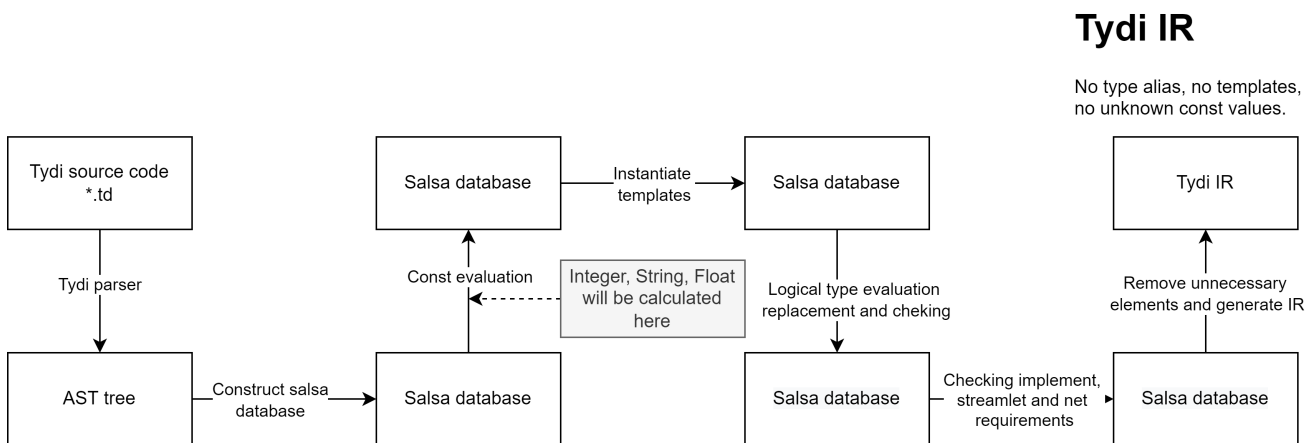 Tydi IR
No type alias, no templates,
no unknown const values.
Tydi source code
*.td
Salsa database
Instantiate
templates
Salsa database
Tydi IR
Tydi parser
Const evaluation
Integer, String, Float
will be calculated
here
Logical type evaluation
replacement and cheking
Remove unnecessary
elements and generate IR
AST tree
Construct salsa
database
Salsa database
Salsa database
Checking implement,
streamlet and net
requirements
Salsa database